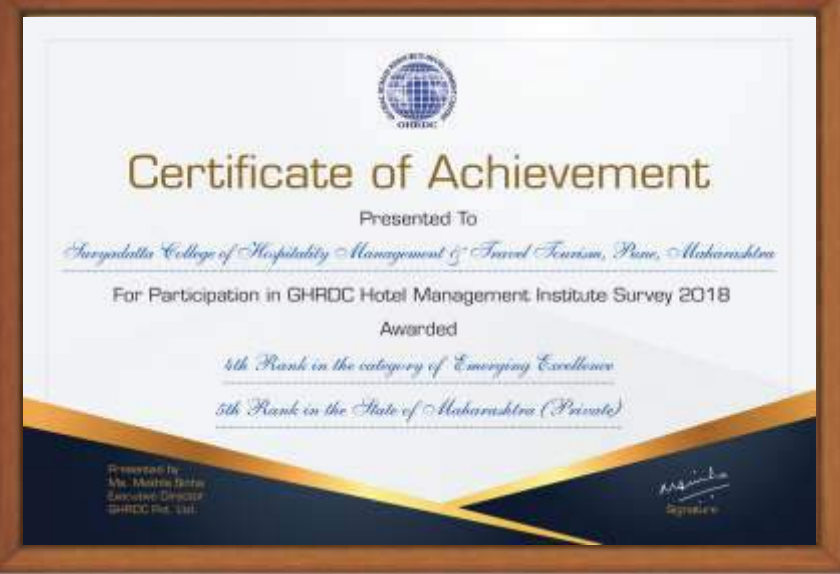 GHRDC
Certificate of Achievement
Presented To
Suryadatta College of Hospitality Management & Travel Tourism, Pune, Maharashtra
For Participation in GHRDC Hotel Management Institute Survey 2018
Awarded
4th Rank in the category of Emerging Excellence
5th Rank in the State of Maharashtra (Private)
Presented by
Ms.
Executive Director
GHRDC Pvt. Ltd.
Signature